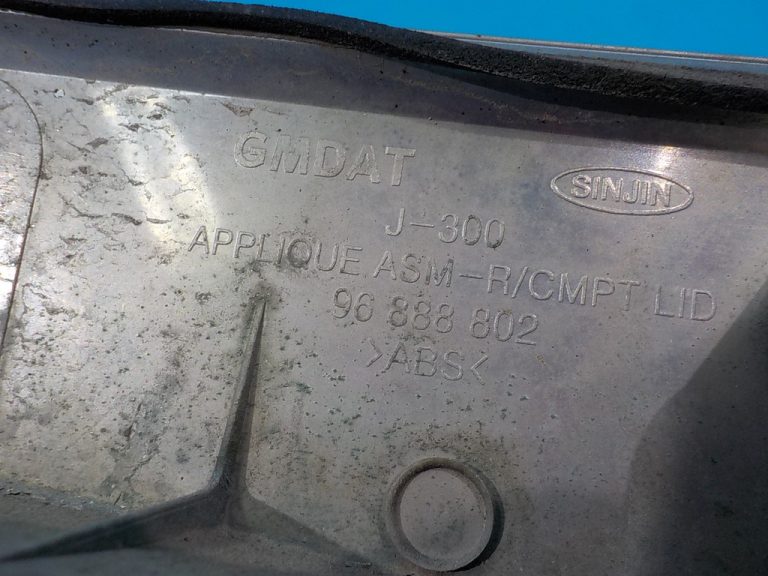 GMDAT
SINJIN
J-300
APPLIQUE ASM-R/CMPT LID
96 888 802
>ABS<